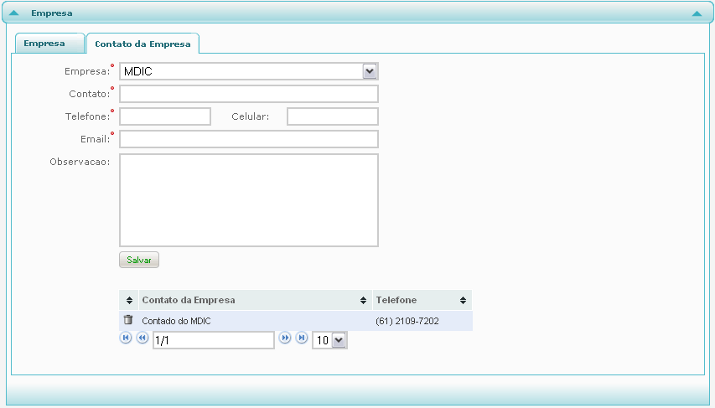 Empresa
Empresa Contato da Empresa
Empresa:* MDIC
Contato:*
Telefone:* Celular:
Email:*
Observacao:
Salvar
Contato da Empresa Telefone
Contado do MDIC (61) 2109-7202
1/1 10